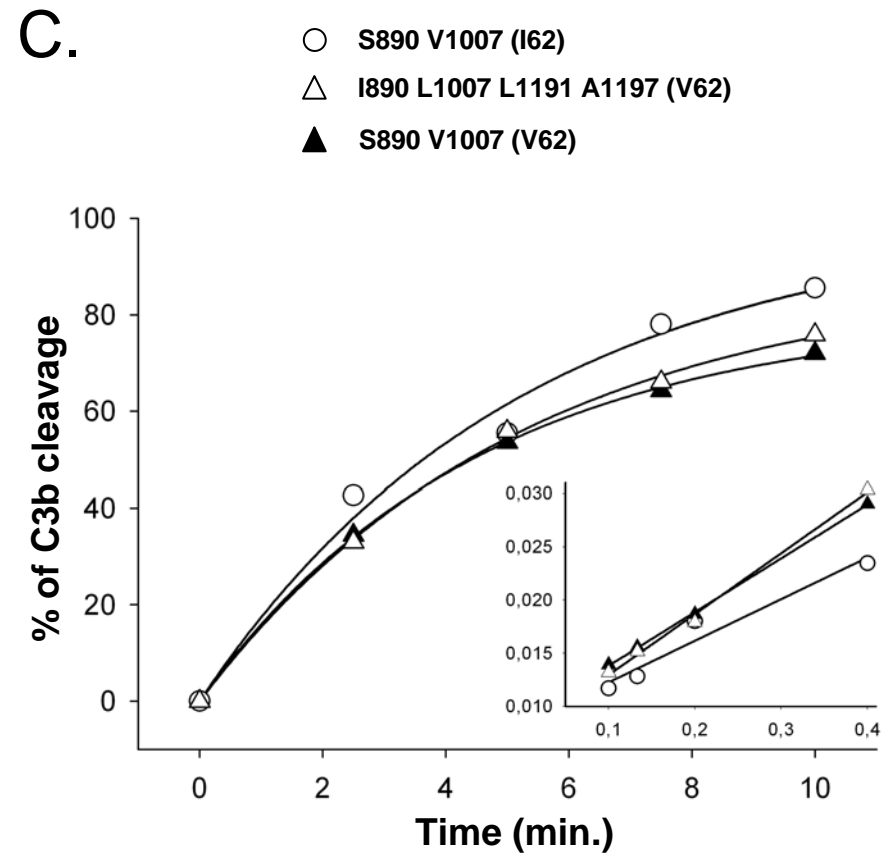 C.
S890 V1007 (I62)
I890 L1007 L1191 A1197 (V62)
S890 V1007 (V62)
% of C3b cleavage
100
80
60
40
20
0
0,030
0,025
0,020
0,015
0,010
0,1 0,2 0,3 0,4
0 2 4 6 8 10
Time (min.)